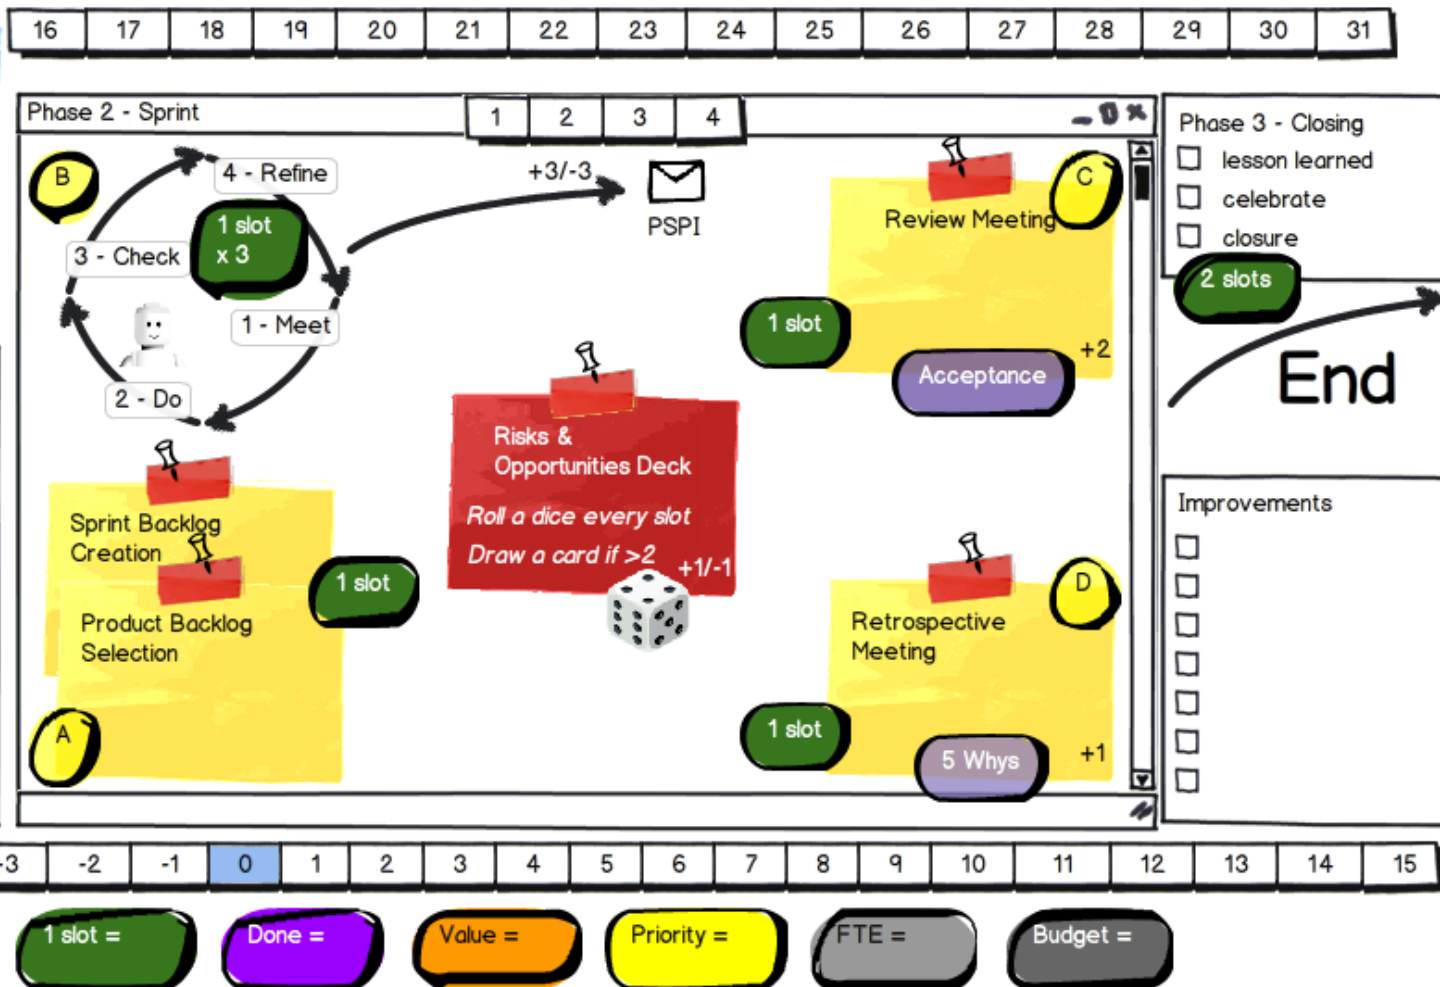 16 17 18 19 20 21 22 23 24 25 26 27 28 29 30 31
Phase 2 - Sprint
1 2 3 4
B
4 - Refine
1 slot
x 3
3 - Check
1 - Meet
2 - Do
+3/-3
PSPI
C
Review Meeting
1 slot
+2
Acceptance
Phase 3 - Closing
lesson learned
celebrate
closure
2 slots
End
Risks &
Opportunities Deck
Roll a dice every slot
Draw a card if >2
+1/-1
Sprint Backlog
Creation
1 slot
Product Backlog
Selection
A
D
Retrospective
Meeting
1 slot
5 Whys
+1
Improvements
-3 -2 -1 0 1 2 3 4 5 6 7 8 9 10 11 12 13 14 15
1 slot =
Done =
Value =
Priority =
FTE =
Budget =